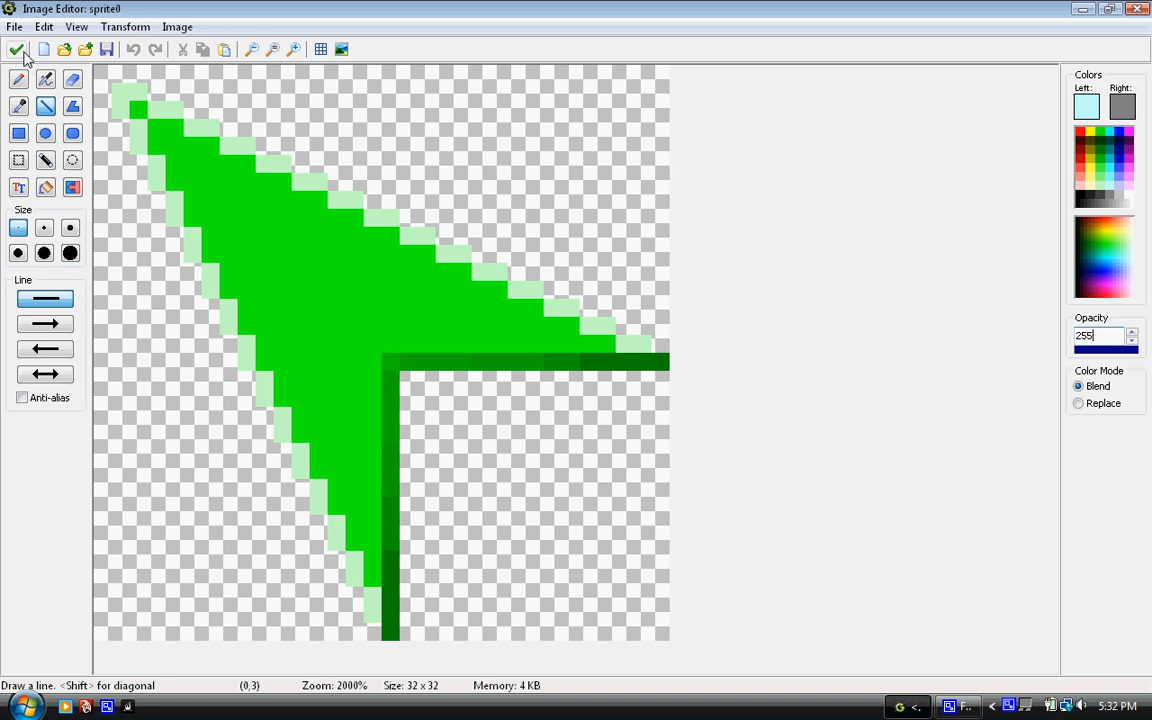 Image Editor: sprite0
File Edit View Transform Image
Colors
Left: Right:
TT
Size
Line
Opacity
255
Color Mode
Blend
Replace
Anti-alias
Draw a line. <Shift> for diagonal (0,3) Zoom: 2000% Size: 32 x 32 Memory: 4 KB
<. F.. < 5:32 PM